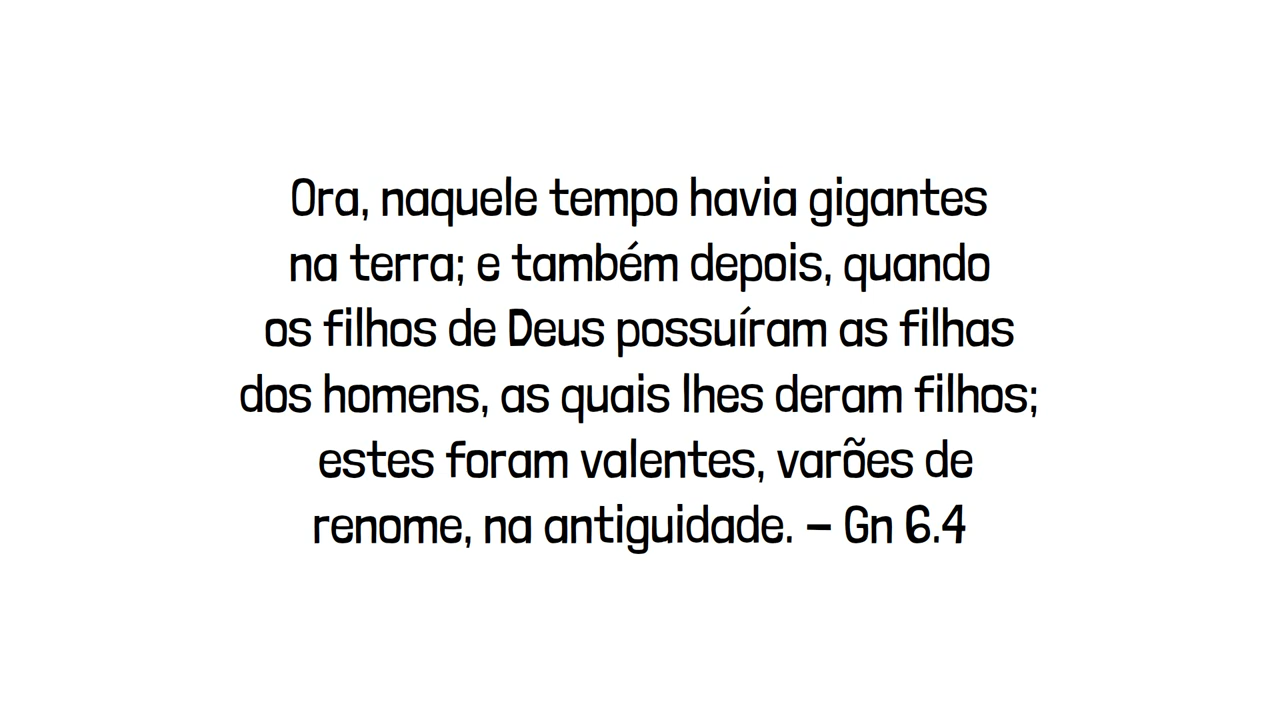 Ora, naquele tempo havia gigantes
na terra; e também depois, quando
os filhos de Deus possuíram as filhas
dos homens, as quais lhes deram filhos;
estes foram valentes, varões de
renome, na antiguidade. – Gn 6.4